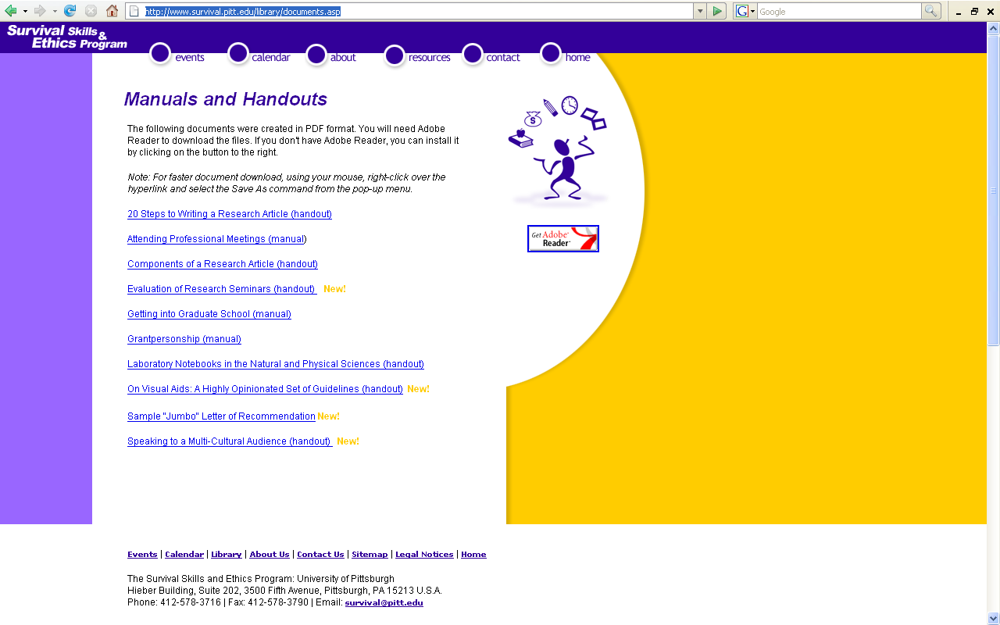 http://www.survival.pitt.edu/library/documents.asp
G
Google
Survival Skills &
Ethics Program
events
calendar
about
resources
contact
home
Manuals and Handouts
The following documents were created in PDF format. You will need Adobe
Reader to download the files. If you don't have Adobe Reader, you can install it
by clicking on the button to the right.
Note: For faster document download, using your mouse, right-click over the
hyperlink and select the Save As command from the pop-up menu.
$
Get Adobe
Reader
20 Steps to Writing a Research Article (handout)
Attending Professional Meetings (manual)
Components of a Research Article (handout)
Evaluation of Research Seminars (handout) New!
Getting into Graduate School (manual)
Grantpersonship (manual)
Laboratory Notebooks in the Natural and Physical Sciences (handout)
On Visual Aids: A Highly Opinionated Set of Guidelines (handout) New!
Sample "Jumbo" Letter of Recommendation New!
Speaking to a Multi-Cultural Audience (handout) New!
Events | Calendar | Library | About Us | Contact Us | Sitemap | Legal Notices | Home
The Survival Skills and Ethics Program: University of Pittsburgh
Hieber Building, Suite 202, 3500 Fifth Avenue, Pittsburgh, PA 15213 U.S.A.
Phone: 412-578-3716 | Fax: 412-578-3790 | Email: survival@pitt.edu